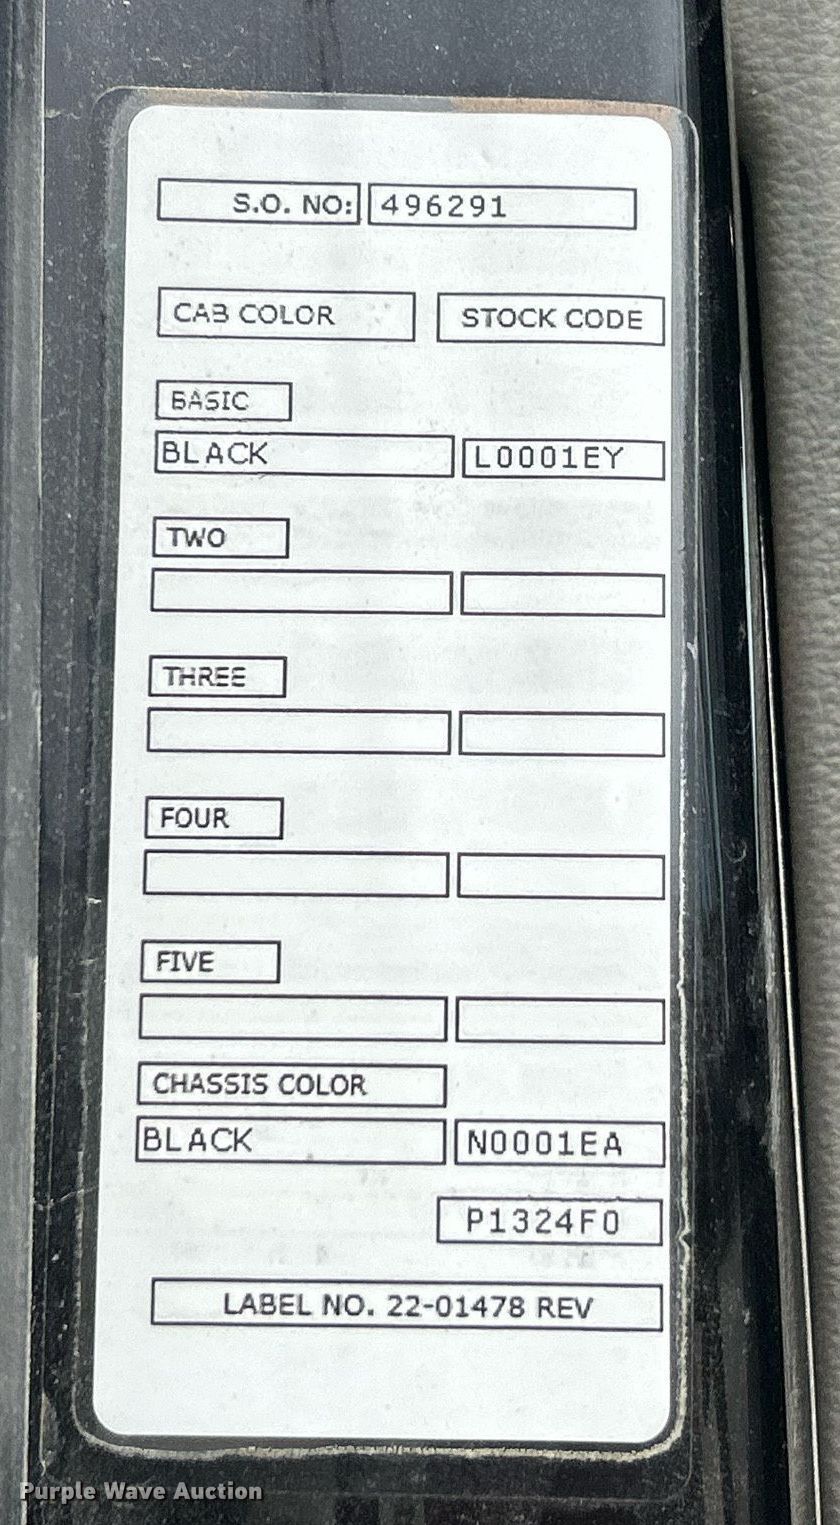 S.O. NO: 496291
CAB COLOR STOCK CODE
BASIC
BLACK L0001EY
TWO
THREE
FOUR
FIVE
CHASSIS COLOR
BLACK N0001EA
P1324F0
LABEL NO. 22-01478 REV
Purple Wave Auction